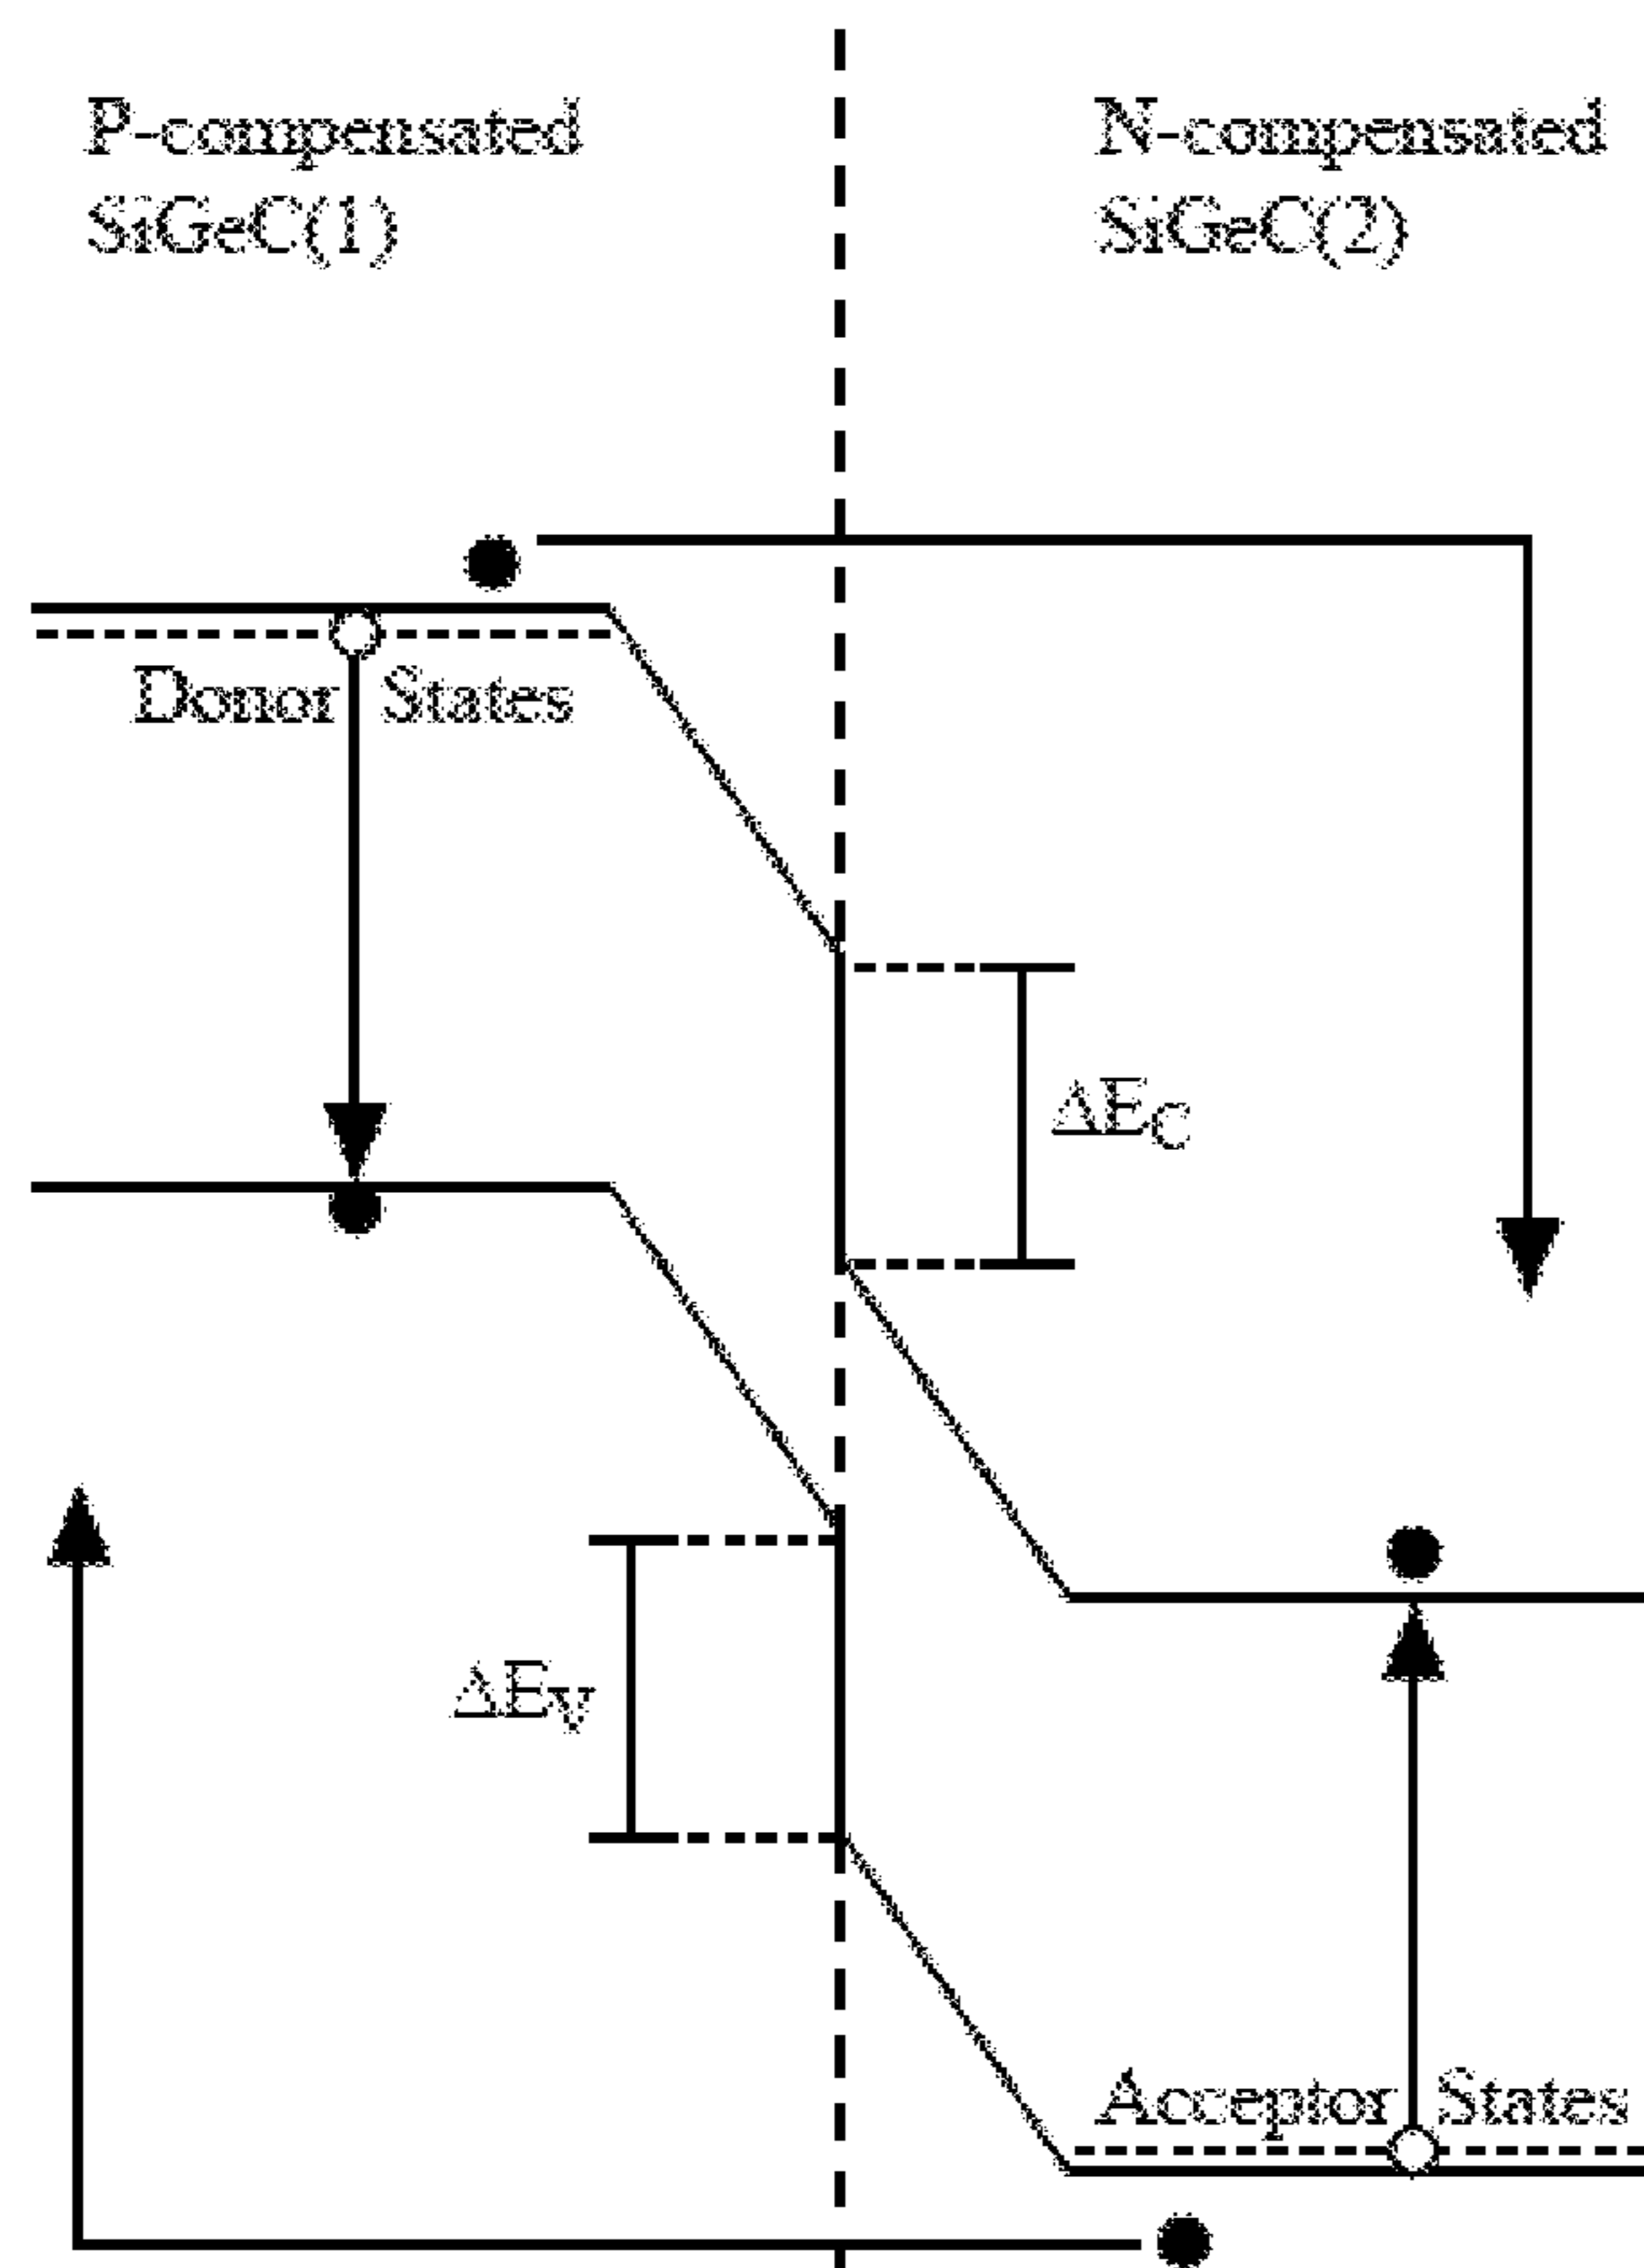 P-compensated
SiGeC(1)
N-compensated
SiGeC(2)
Donor States
ΔEC
ΔEV
Acceptor States